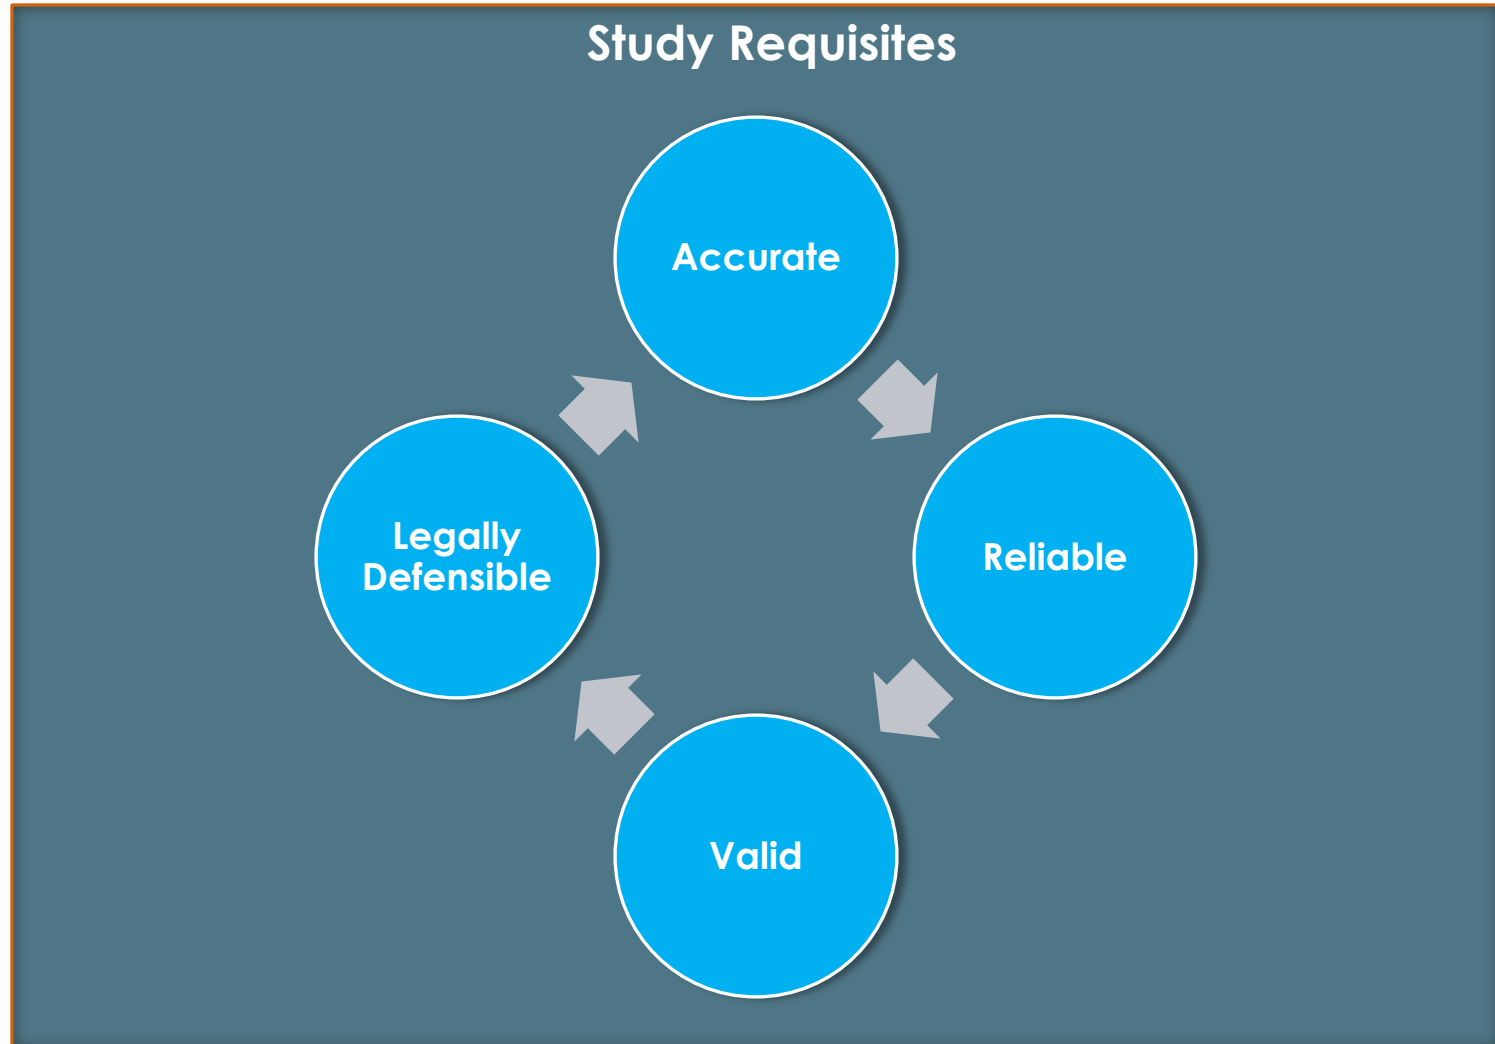 Study Requisites
Accurate
Reliable
Valid
Legally
Defensible